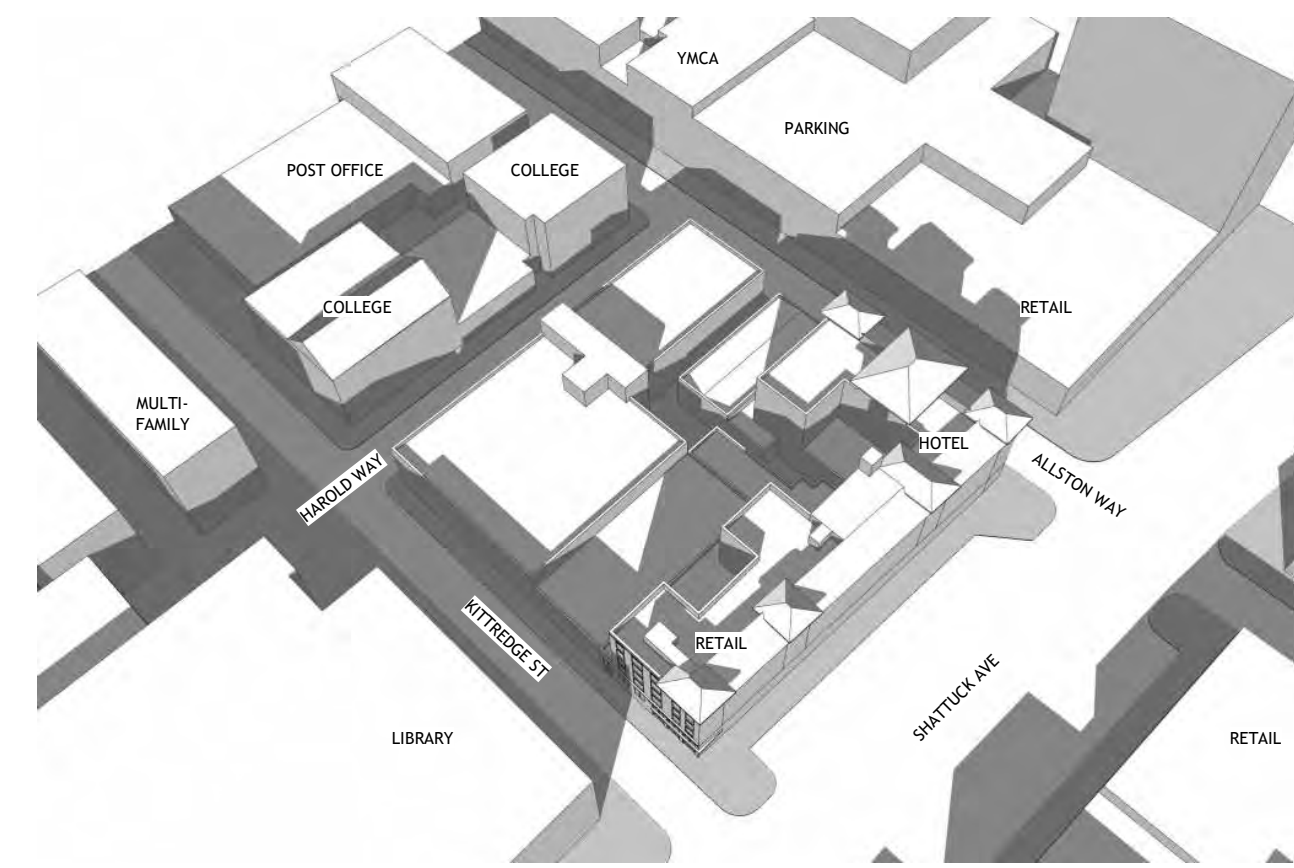 YMCA
PARKING
POST OFFICE
COLLEGE
COLLEGE
RETAIL
MULTI-
FAMILY
HOTEL
HAROLD WAY
ALLSTON WAY
KITTREDGE ST
RETAIL
SHATTUCK AVE
LIBRARY
RETAIL